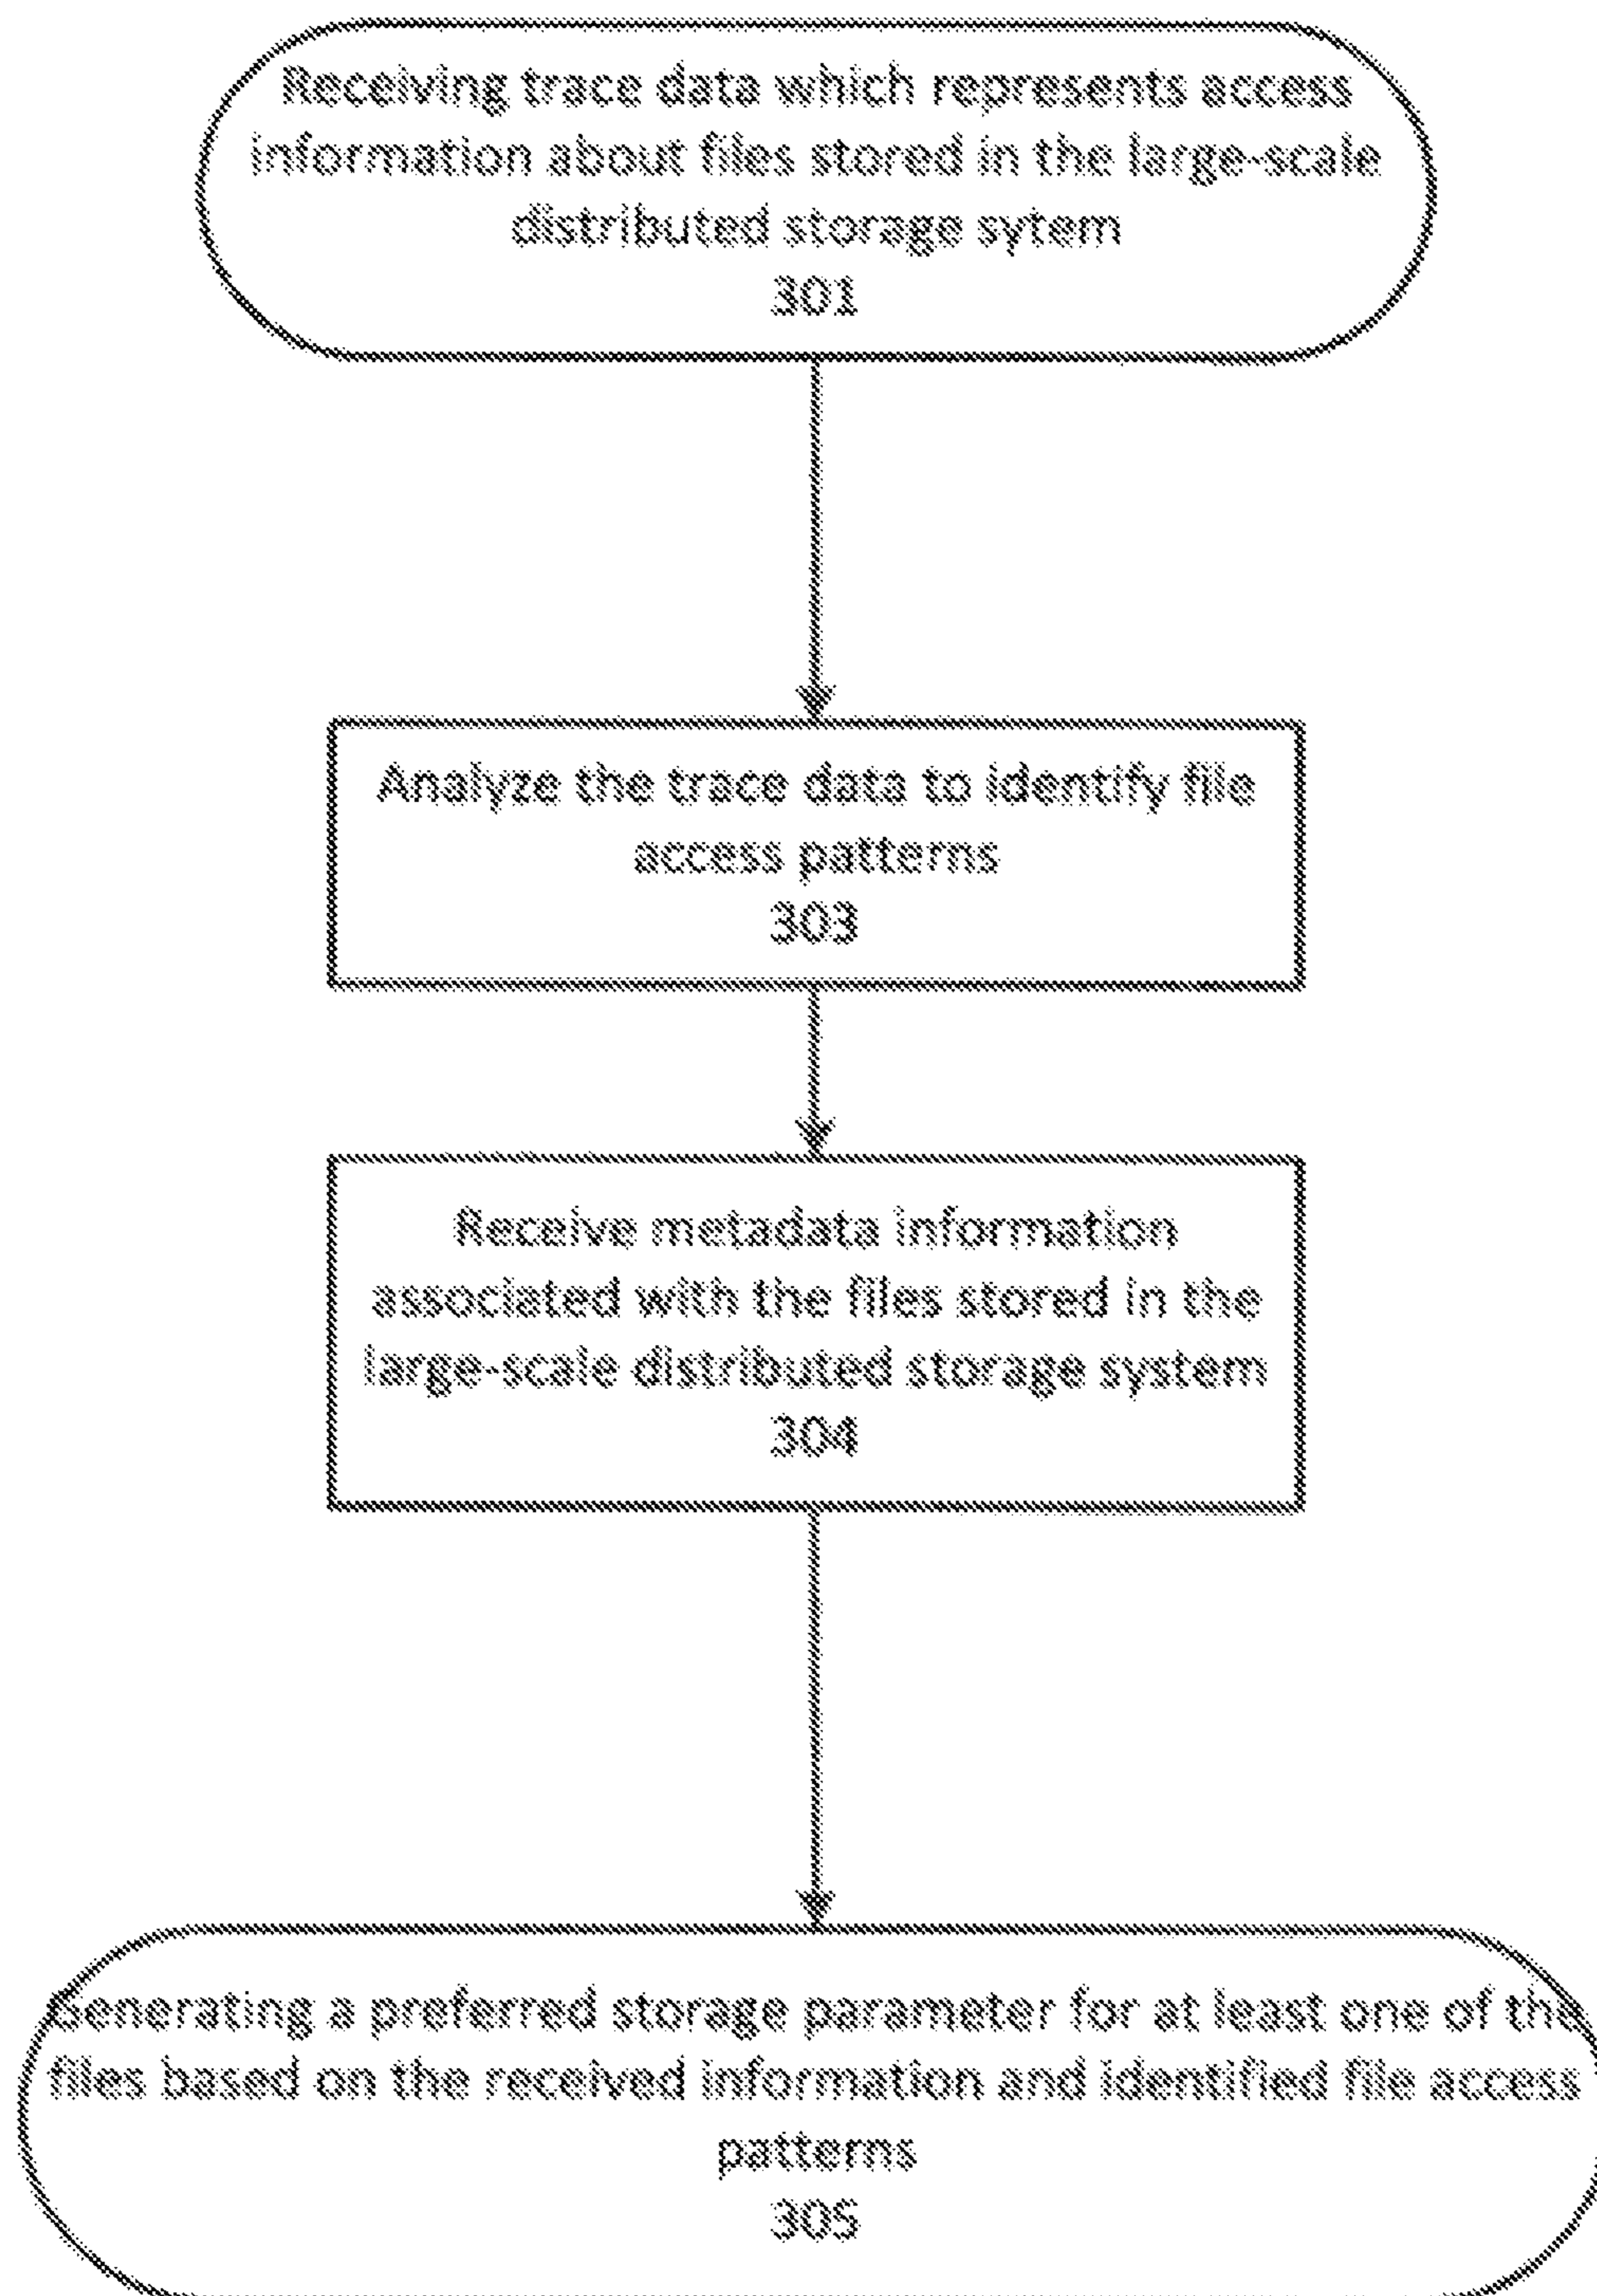 Receiving trace data which represents access
information about files stored in the large-scale
distributed storage sytem
301
Analyze the trace data to identify file
access patterns
303
Receive metadata information
associated with the files stored in the
large-scale distributed storage system
304
Generating a preferred storage parameter for at least one of the
files based on the received information and identified file access
patterns
305